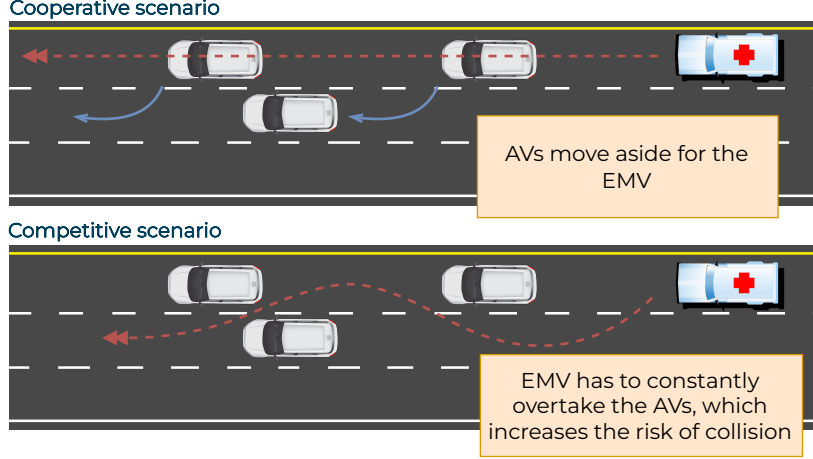 Cooperative scenario
AVs move aside for the
EMV
Competitive scenario
EMV has to constantly
overtake the AVs, which
increases the risk of collision